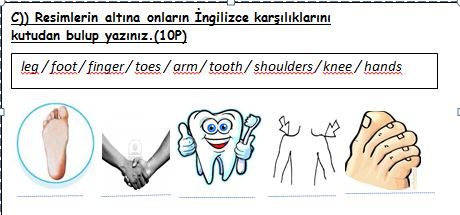 C)) Resimlerin altına onların İngilizce karşılıklarını
kutudan bulup yazınız.(10P)
leg / foot / finger / toes / arm / tooth / shoulders / knee / hands